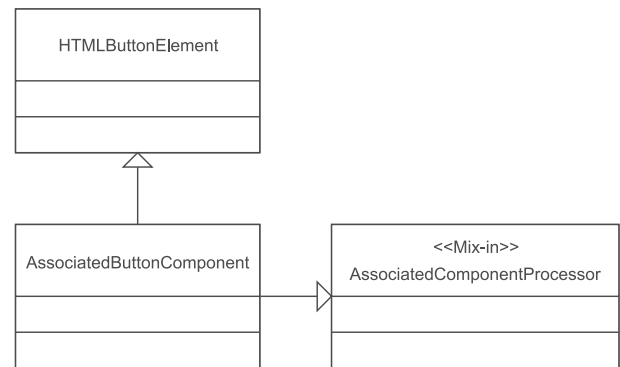 HTMLButtonElement
AssociatedButtonComponent
<<Mix-in>>
AssociatedComponentProcessor